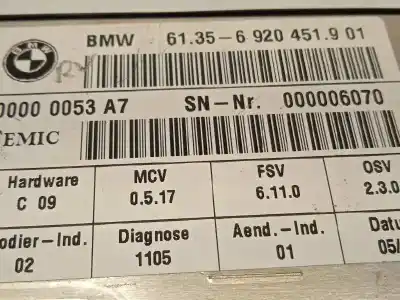 BMW 61.35-6 920 451.9 01
0000 0053 A7 SN-Nr. 000006070
TEMIC
Hardware MCV FSV OSV
C 09 0.5.17 6.11.0 2.3.0
odier-Ind. Diagnose Aend.-Ind. Datu
02 1105 01 05/